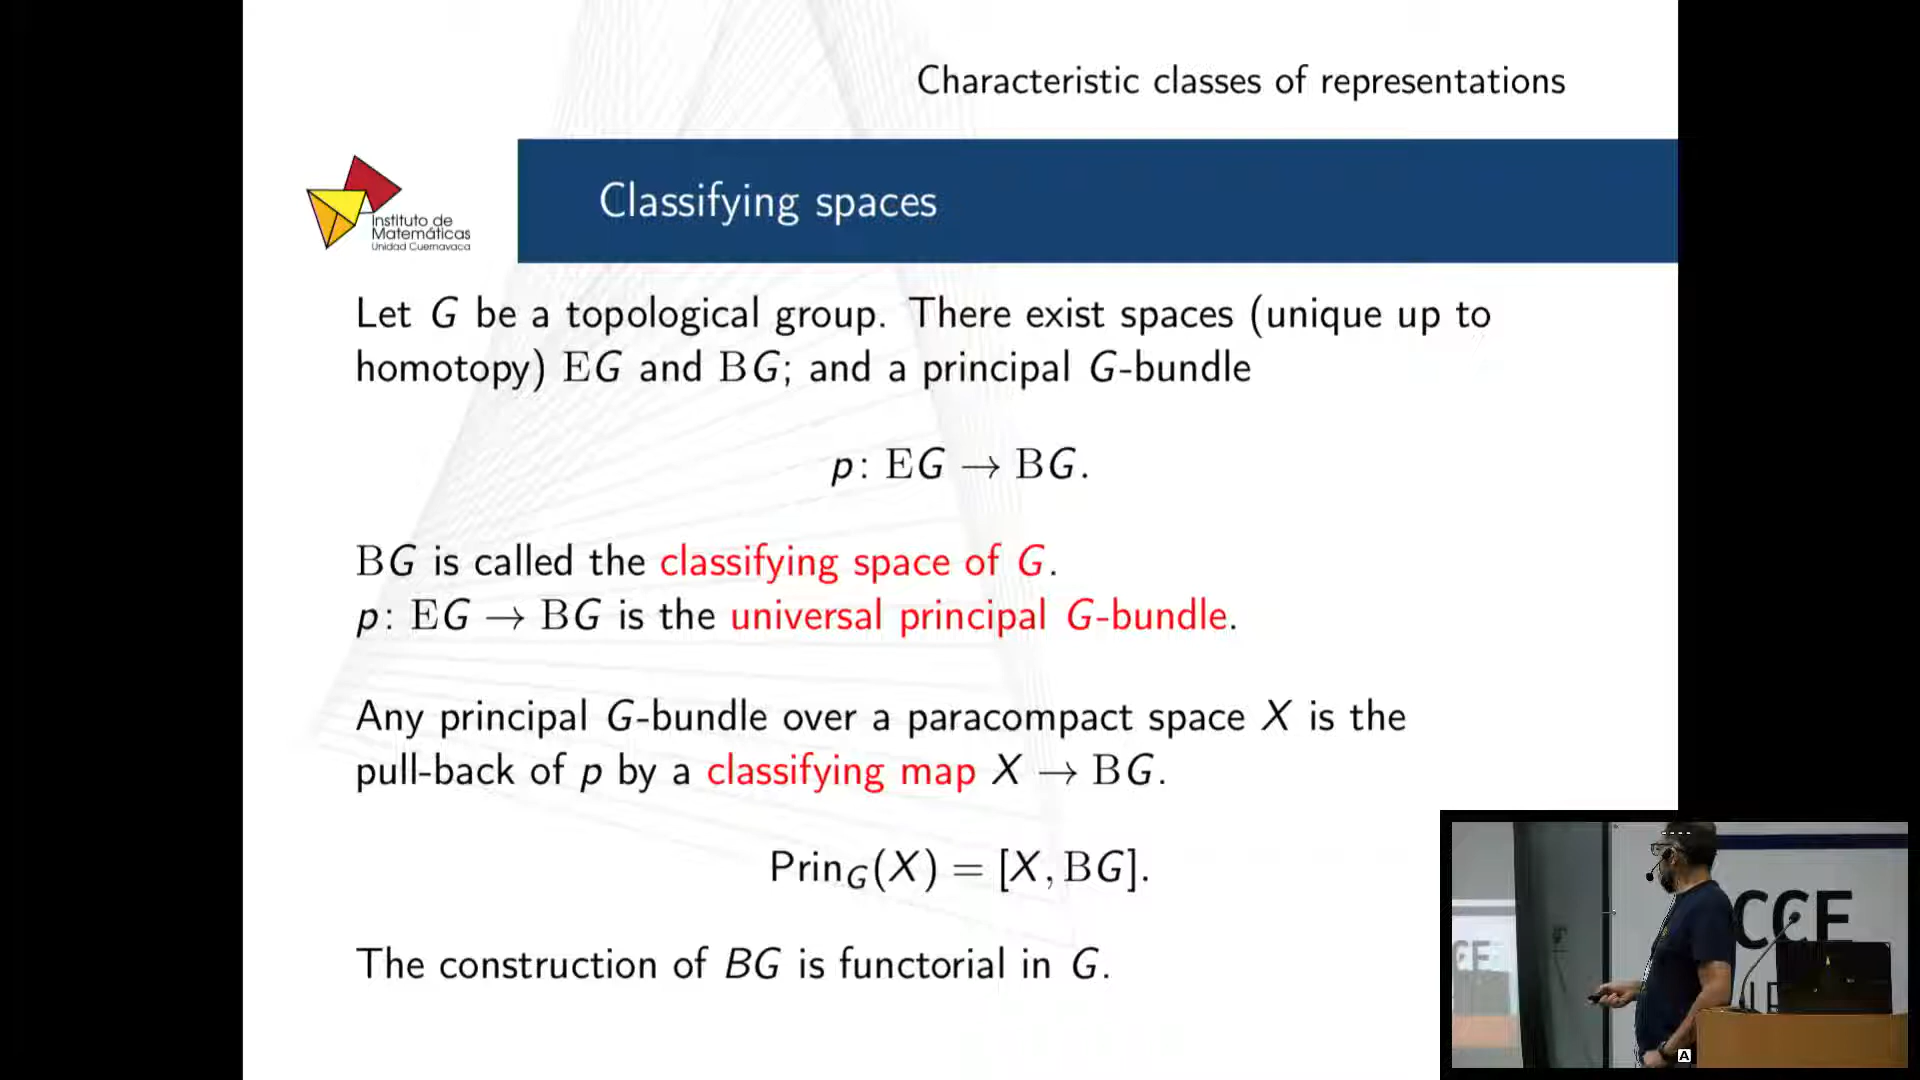 Characteristic classes of representations
Instituto de
Matemáticas
Unidad Cuernavaca
Classifying spaces
Let G be a topological group. There exist spaces (unique up to
homotopy) EG and BG; and a principal G-bundle
p: EG → BG.
BG is called the classifying space of G.
p: EG → BG is the universal principal G-bundle.
Any principal G-bundle over a paracompact space X is the
pull-back of p by a classifying map X → BG.
Prin_G(X) = [X, BG].
The construction of BG is functorial in G.
A